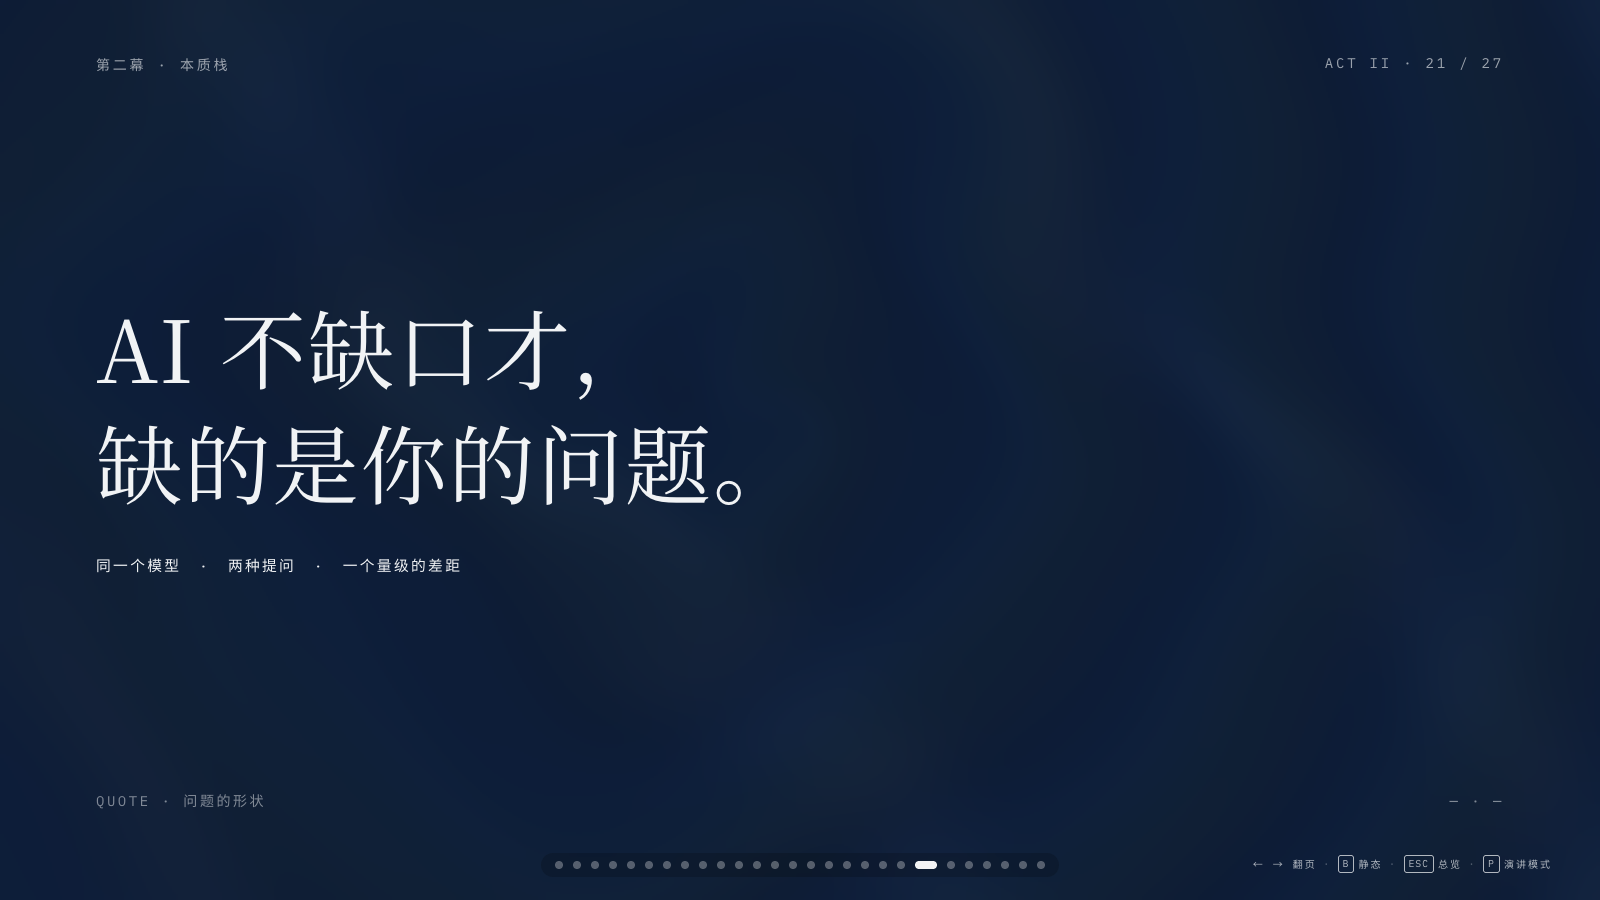 第二幕 · 本质栈
ACT II · 21 / 27
AI 不缺口才，
缺的是你的问题。
同一个模型 · 两种提问 · 一个量级的差距
QUOTE · 问题的形状
— · —
← → 翻页 · B 静态 · ESC 总览 · P 演讲模式